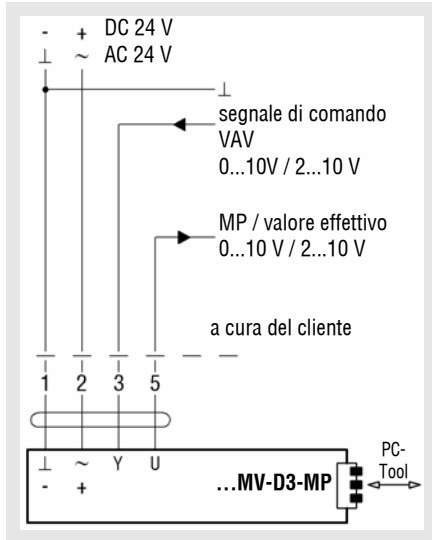 - + DC 24 V
⊥ ~ AC 24 V
⊥
segnale di comando
VAV
0...10V / 2...10 V
MP / valore effettivo
0...10 V / 2...10 V
a cura del cliente
1 2 3 5
⊥ ~ Y U
- +
...MV-D3-MP
PC-
Tool